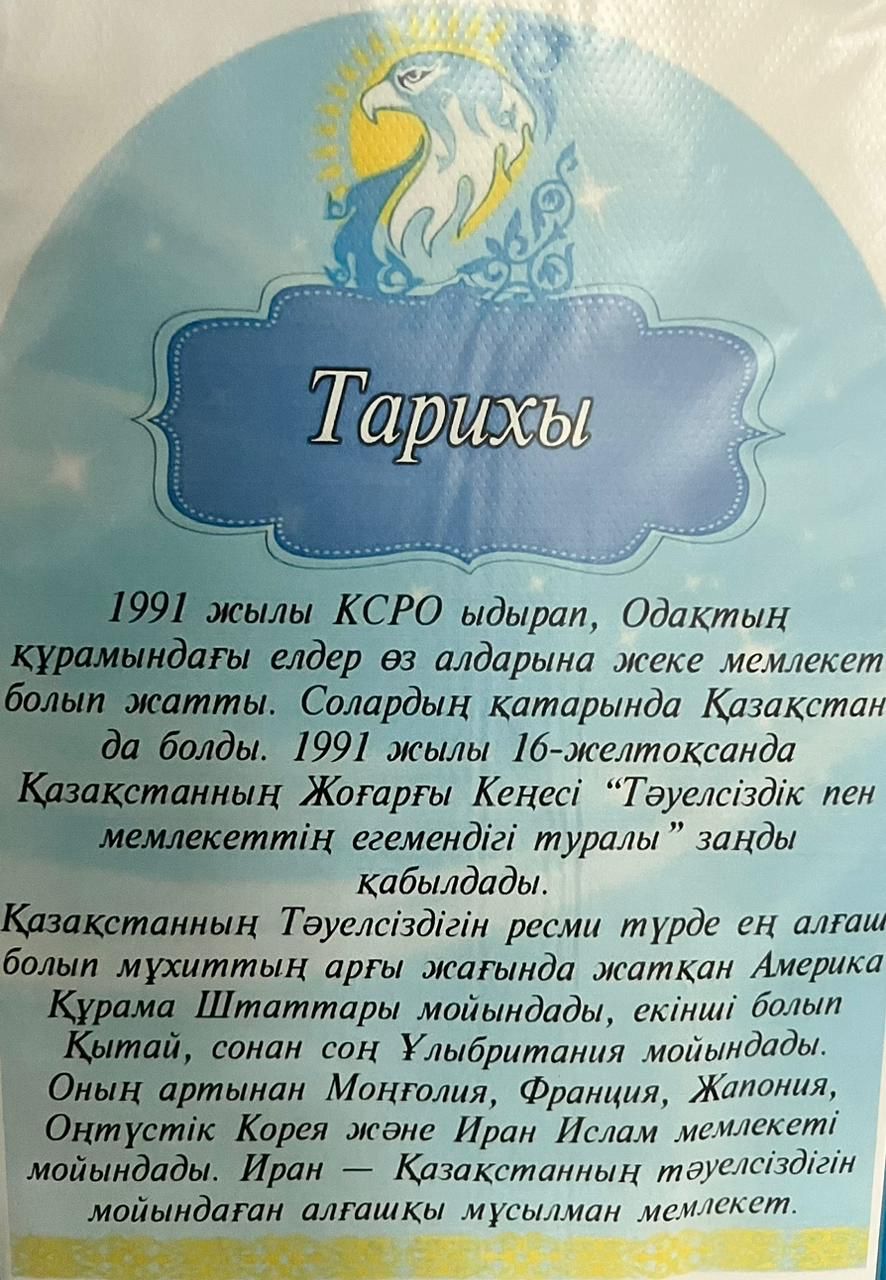 Тарихы
1991 жылы КСРО ыдырап, Одақтың
құрамындағы елдер өз алдарына жеке мемлекет
болып жатты. Солардың қатарында Қазақстан
да болды. 1991 жылы 16-желтоқсанда
Қазақстанның Жоғарғы Кеңесі “Тәуелсіздік пен
мемлекеттің егемендігі туралы” заңды
қабылдады.
Қазақстанның Тәуелсіздігін ресми түрде ең алғаш
болып мұхиттың арғы жағында жатқан Америка
Құрама Штаттары мойындады, екінші болып
Қытай, сонан соң Ұлыбритания мойындады.
Оның артынан Моңғолия, Франция, Жапония,
Оңтүстік Корея және Иран Ислам мемлекеті
мойындады. Иран — Қазақстанның тәуелсіздігін
мойындаған алғашқы мұсылман мемлекет.